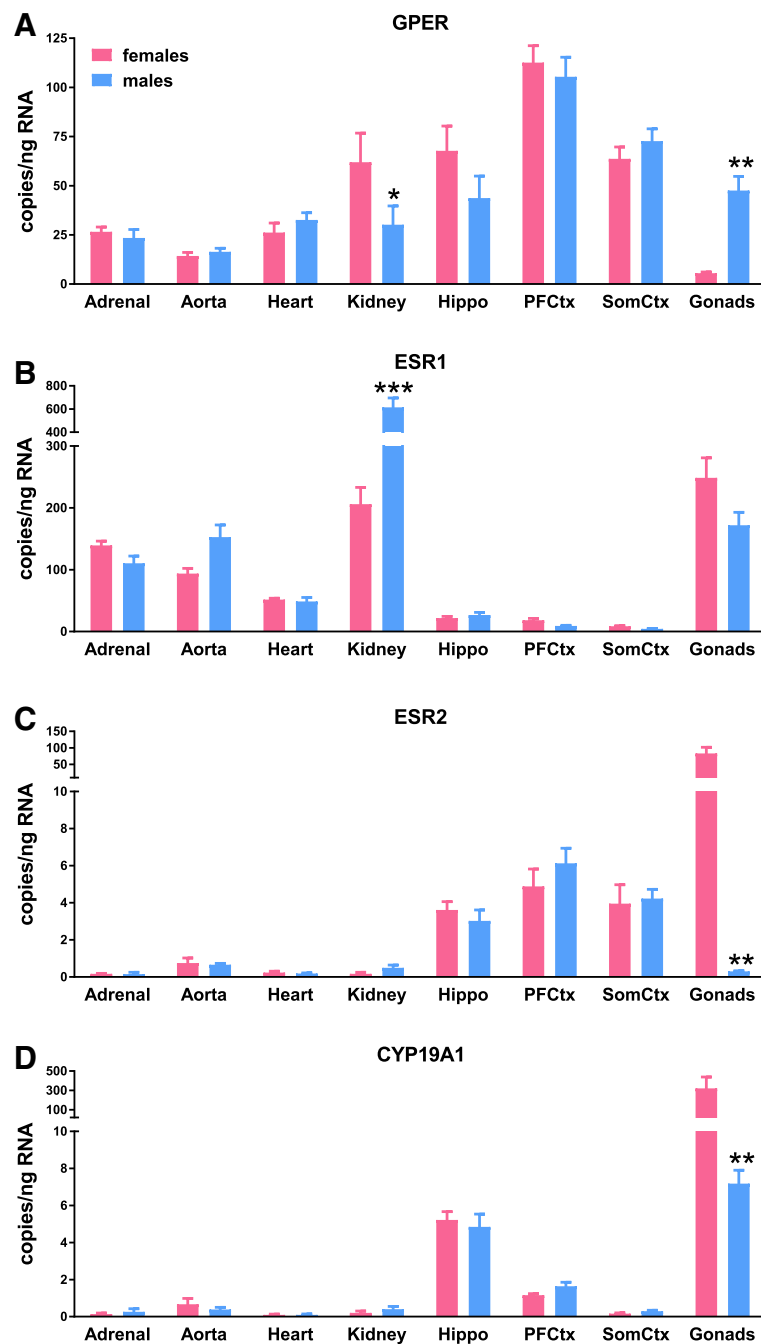 A
GPER
females
males
copies/ng RNA
125
100
75
50
25
0
*
**
Adrenal Aorta Heart Kidney Hippo PFCtx SomCtx Gonads
B
ESR1
copies/ng RNA
800
600
400
300
200
100
0
***
Adrenal Aorta Heart Kidney Hippo PFCtx SomCtx Gonads
C
ESR2
copies/ng RNA
150
100
50
10
8
6
4
2
0
**
Adrenal Aorta Heart Kidney Hippo PFCtx SomCtx Gonads
D
CYP19A1
copies/ng RNA
500
300
100
10
8
6
4
2
0
**
Adrenal Aorta Heart Kidney Hippo PFCtx SomCtx Gonads